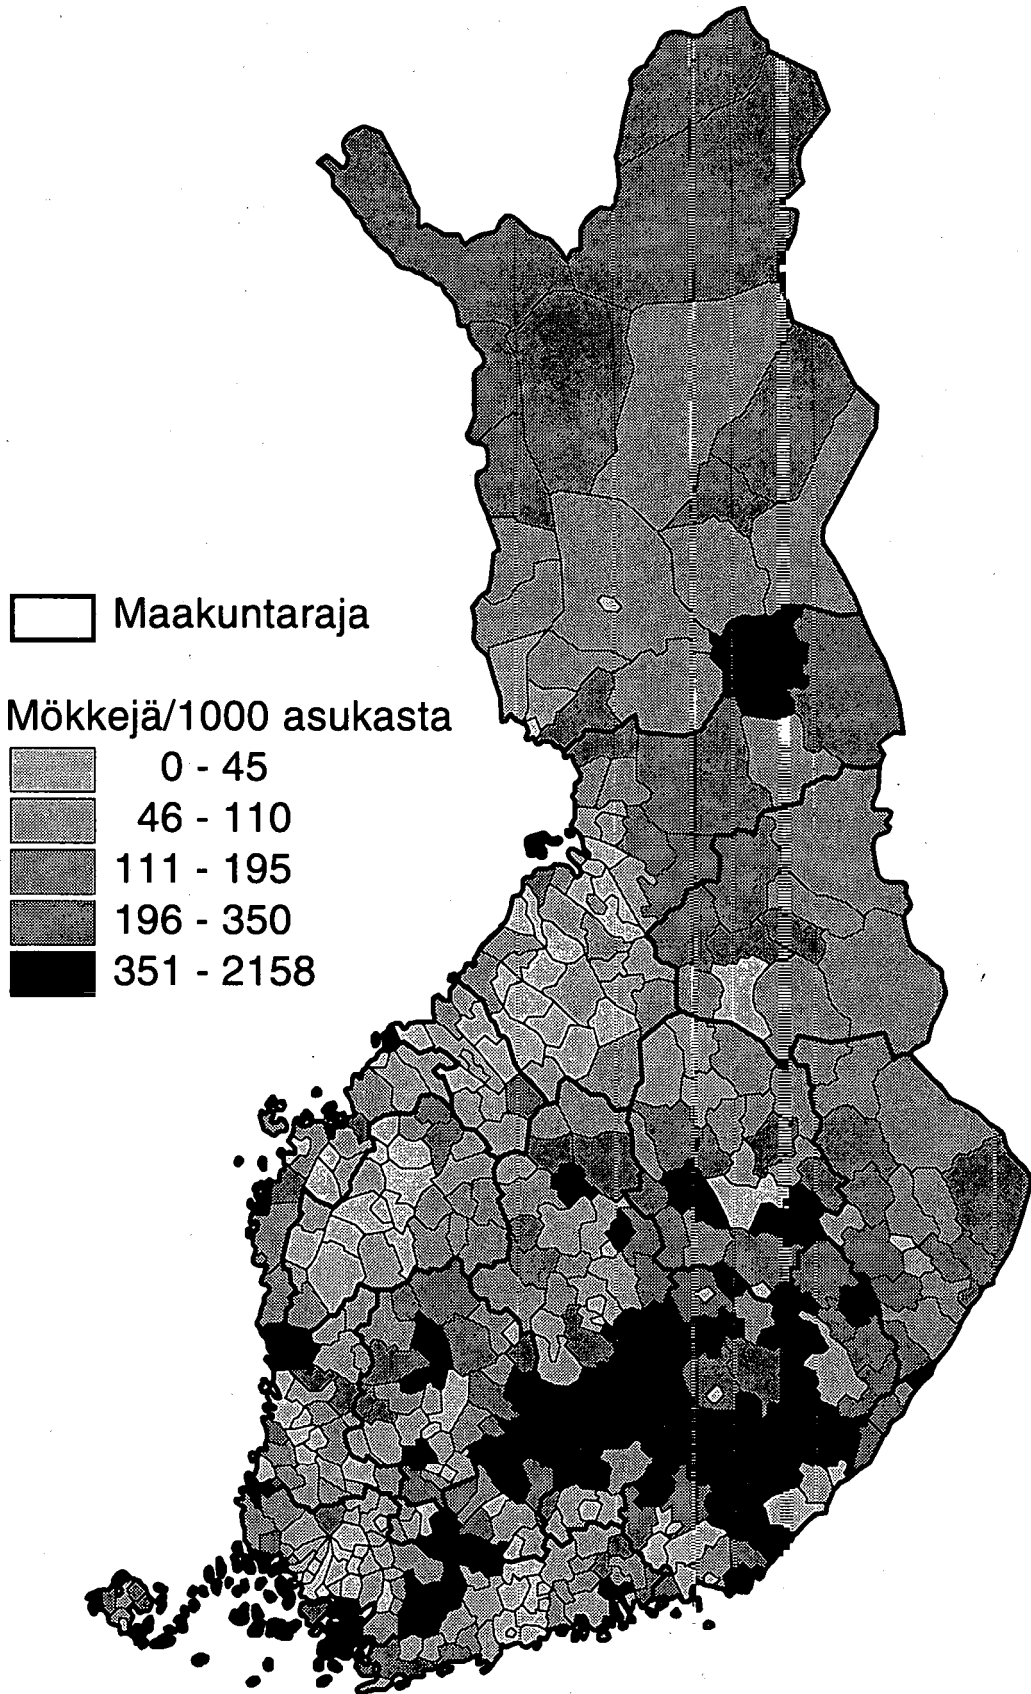 Maakuntaraja
Mökkejä/1000 asukasta
0 - 45
46 - 110
111 - 195
196 - 350
351 - 2158